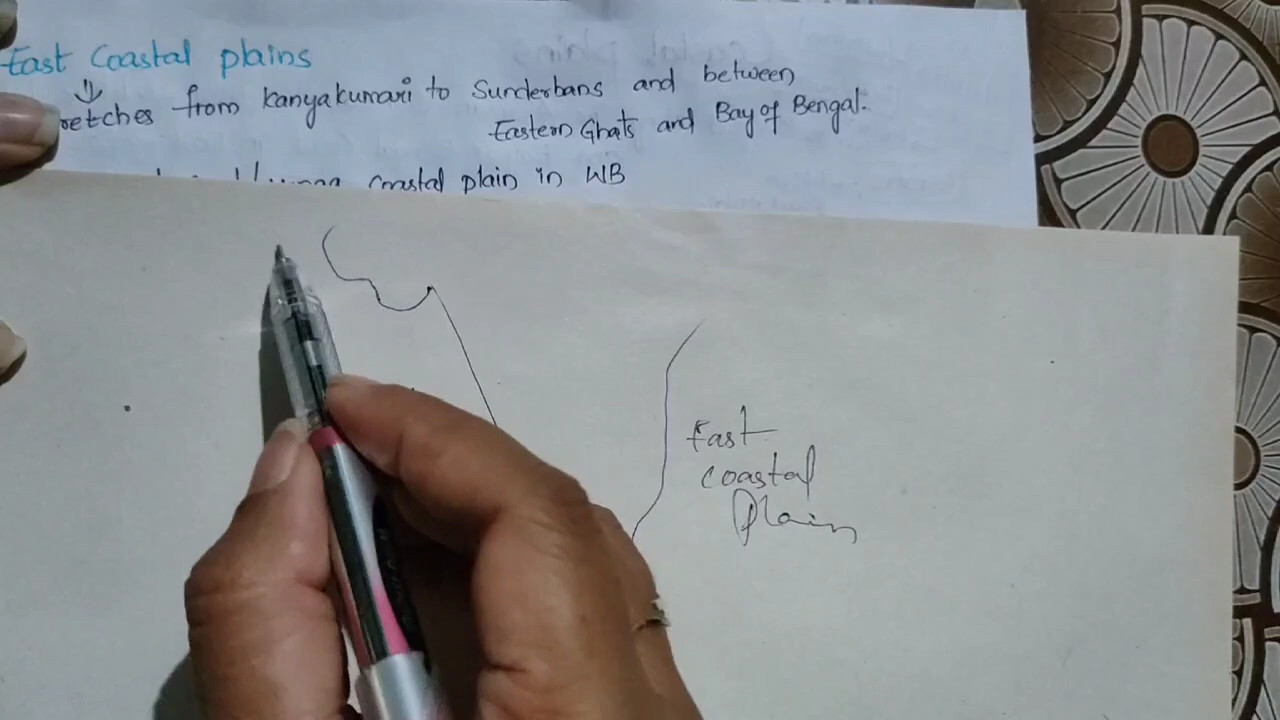 East Coastal plains
retches from Kanyakumari to Sunderbans and between
Eastern Ghats and Bay of Bengal.
coastal plain in WB
East
coastal
Plain